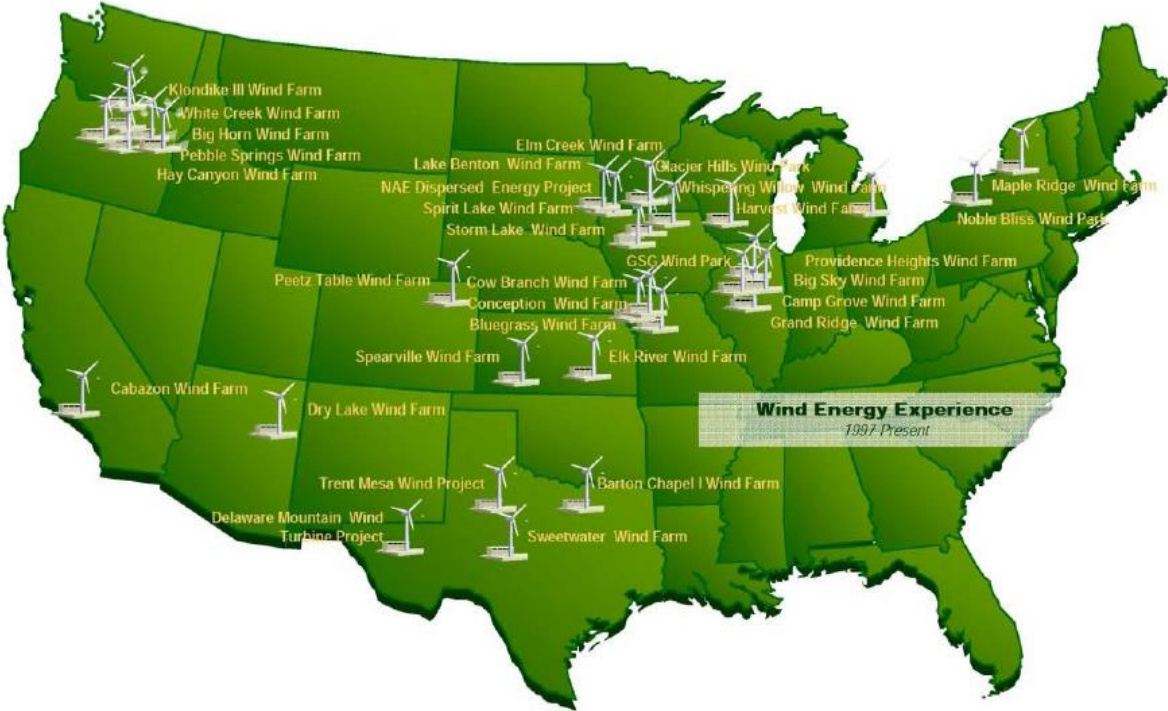 Klondike III Wind Farm
White Creek Wind Farm
Big Horn Wind Farm
Pebble Springs Wind Farm
Hay Canyon Wind Farm
Elm Creek Wind Farm
Lake Benton Wind Farm
Glacier Hills Wind Park
NAE Dispersed Energy Project
Whispering Willow Wind Farm
Spirit Lake Wind Farm
Harvest Wind Farm
Storm Lake Wind Farm
Maple Ridge Wind Farm
Noble Bliss Wind Park
GSG Wind Park
Providence Heights Wind Farm
Peetz Table Wind Farm
Cow Branch Wind Farm
Big Sky Wind Farm
Conception Wind Farm
Camp Grove Wind Farm
Bluegrass Wind Farm
Grand Ridge Wind Farm
Spearville Wind Farm
Elk River Wind Farm
Cabazon Wind Farm
Dry Lake Wind Farm
Wind Energy Experience
1997-Present
Trent Mesa Wind Project
Barton Chapel I Wind Farm
Delaware Mountain Wind
Turbine Project
Sweetwater Wind Farm